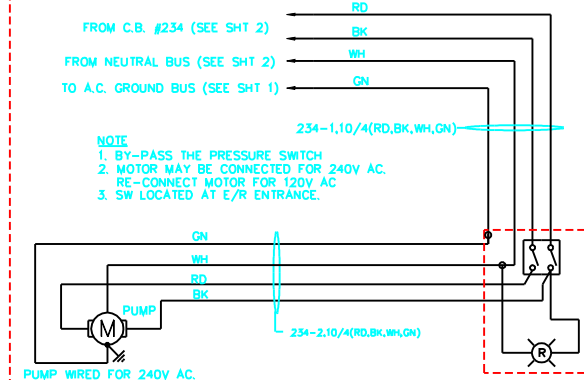 RD
FROM C.B. #234 (SEE SHT 2)
BK
WH
FROM NEUTRAL BUS (SEE SHT 2)
GN
TO A.C. GROUND BUS (SEE SHT 1)
234-1,10/4(RD,BK,WH,GN)
NOTE
1. BY-PASS THE PRESSURE SWITCH
2. MOTOR MAY BE CONNECTED FOR 240V AC.
RE-CONNECT MOTOR FOR 120V AC
3. SW LOCATED AT E/R ENTRANCE.
GN
WH
RD
BK
PUMP
M
234-2,10/4(RD,BK,WH,GN)
R
PUMP WIRED FOR 240V AC.